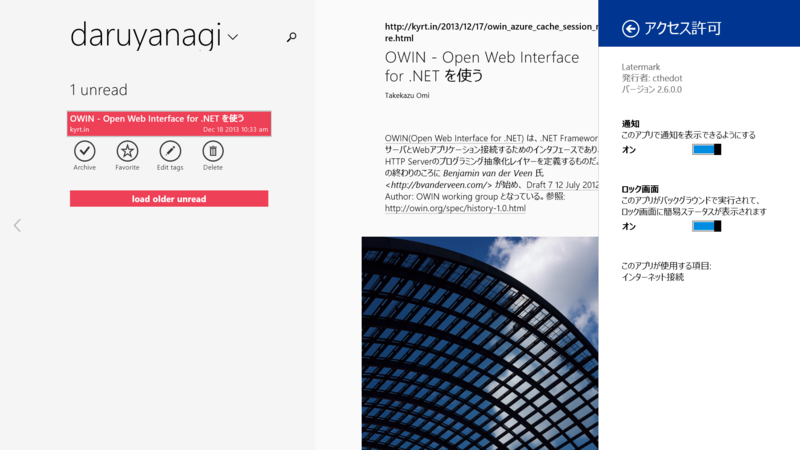 daruyanagi
1 unread
OWIN - Open Web Interface for .NET を使う
kyrt.in
Dec 18 2013 10:33 am
Archive
Favorite
Edit tags
Delete
load older unread
http://kyrt.in/2013/12/17/owin_azure_cache_session_r
re.html
OWIN - Open Web Interface
for .NET を使う
Takekazu Omi
OWIN(Open Web Interface for .NET) は、.NET Framewor
サーバとWebアプリケーション接続するためのインタフェースであり、
HTTP Serverのプログラミング抽象化レイヤーを定義するものだ。
の終わりのころに Benjamin van der Veen 氏
<http://bvanderveen.com/> が始め、 Draft 7 12 July 2012
Author: OWIN working group となっている。参照:
http://owin.org/spec/history-1.0.html
アクセス許可
Latermark
発行者: cthedot
バージョン 2.6.0.0
通知
このアプリで通知を表示できるようにする
オン
ロック画面
このアプリがバックグラウンドで実行されて、
ロック画面に簡易ステータスが表示されます
オン
このアプリが使用する項目:
インターネット接続